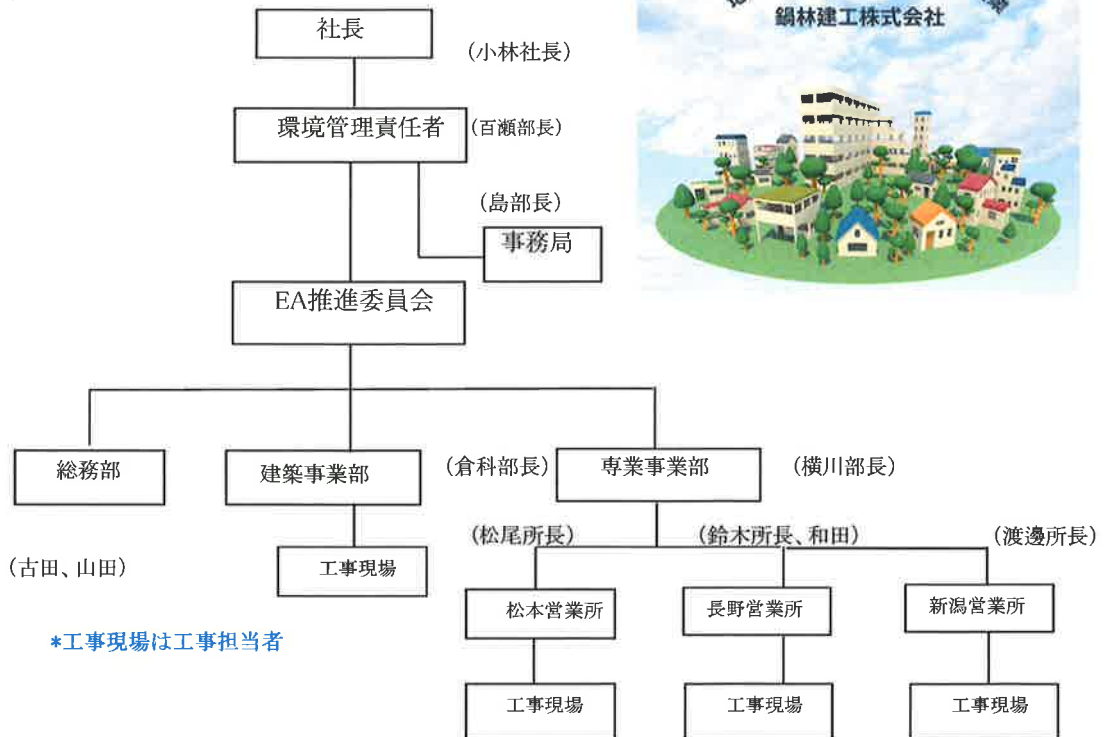 鍋林建工株式会社
社長
(小林社長)
環境管理責任者
(百瀬部長)
(島部長)
事務局
EA推進委員会
総務部
建築事業部
(倉科部長)
専業事業部
(横川部長)
(古田、山田)
工事現場
(松尾所長)
(鈴木所長、和田)
(渡邉所長)
松本営業所
長野営業所
新潟営業所
*工事現場は工事担当者
工事現場
工事現場
工事現場